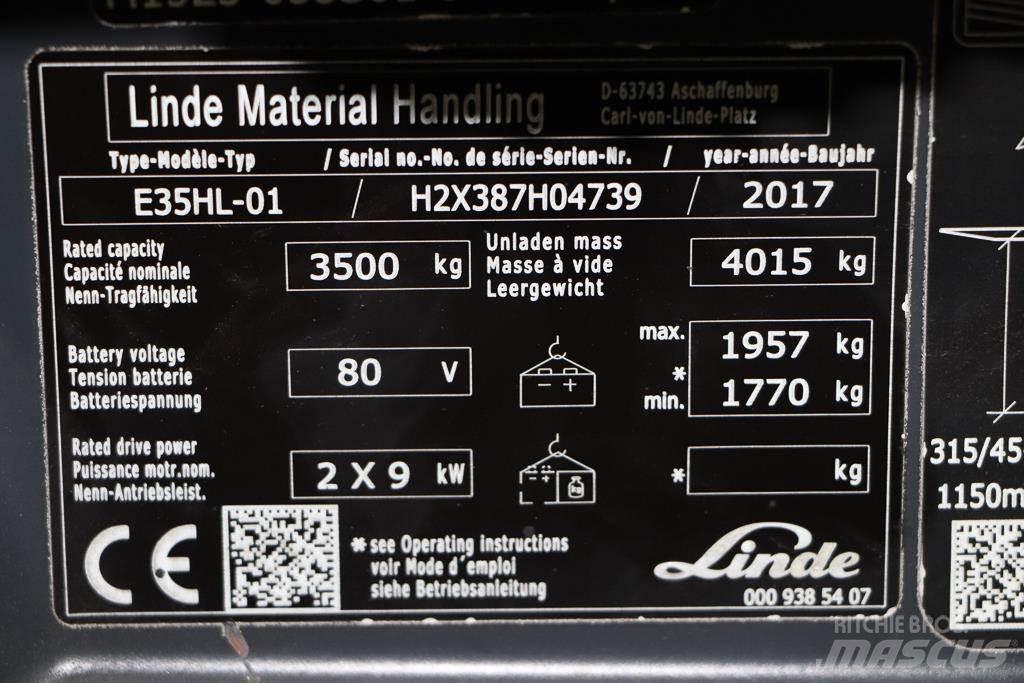 Linde Material Handling
D-63743 Aschaffenburg
Carl-von-Linde-Platz
Type-Modèle-Typ / Serial no.-No. de série-Serien-Nr. / year-année-Baujahr
E35HL-01 / H2X387H04739 / 2017
Rated capacity
Capacité nominale
Nenn-Tragfähigkeit
3500 kg
Unladen mass
Masse à vide
Leergewicht
4015 kg
Battery voltage
Tension batterie
Batteriespannung
80 V
- +
max. 1957 kg
*
min. 1770 kg
Rated drive power
Puissance motr.nom.
Nenn-Antriebsleist.
2 X 9 kW
kg
* kg
CE
* see Operating instructions
voir Mode d'emploi
siehe Betriebsanleitung
Linde
000 938 54 07
315/45-
1150m
RITCHIE BROS.
MASCUS